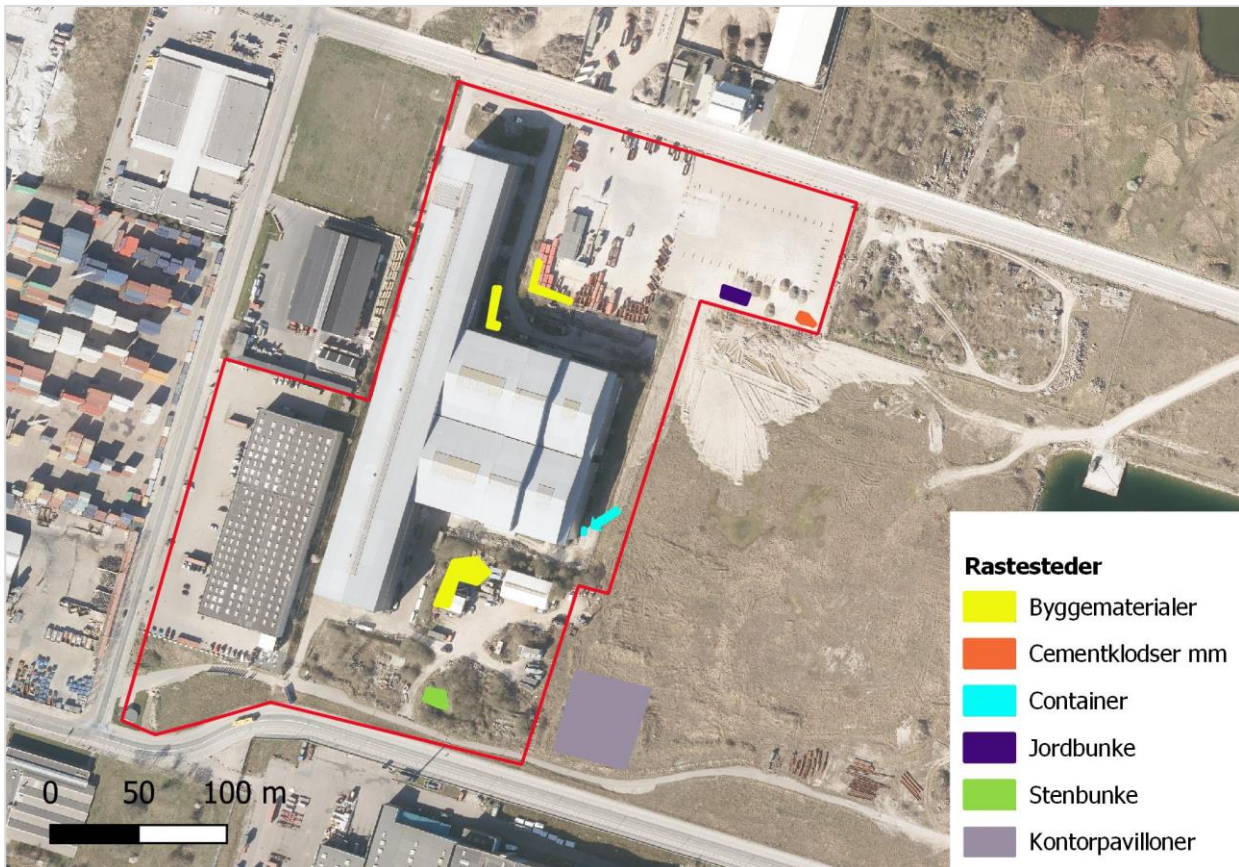 Rastesteder
Byggematerialer
Cementklodser mm
Container
Jordbunke
Stenbunke
Kontorpavilloner
0 50 100 m